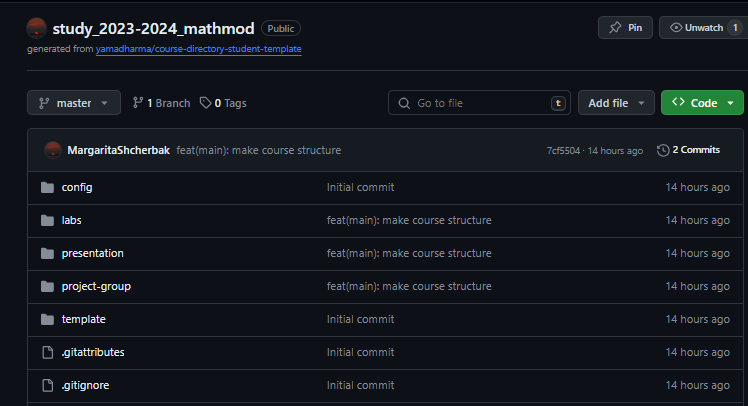 study_2023-2024_mathmod Public Pin Unwatch 1
generated from yamadharma/course-directory-student-template
master 1 Branch 0 Tags Go to file t Add file Code
MargaritaShcherbak feat(main): make course structure 7cf5504 · 14 hours ago 2 Commits
config Initial commit 14 hours ago
labs feat(main): make course structure 14 hours ago
presentation feat(main): make course structure 14 hours ago
project-group feat(main): make course structure 14 hours ago
template Initial commit 14 hours ago
.gitattributes Initial commit 14 hours ago
.gitignore Initial commit 14 hours ago